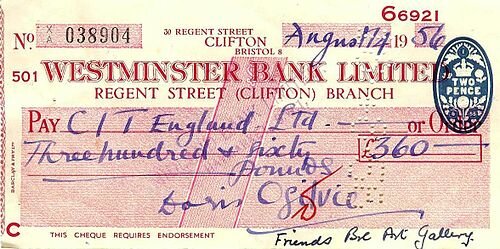 66921
No X/A 038904
30 REGENT STREET
CLIFTON
BRISTOL 8
August 14 1956
501 WESTMINSTER BANK LIMITED
REGENT STREET (CLIFTON) BRANCH
TWO PENCE
PAY CIT England Ltd or Order
Three hundred & sixty
Pounds
£360
Doris Ogilvie
C THIS CHEQUE REQUIRES ENDORSEMENT
Friends Art Gallery.